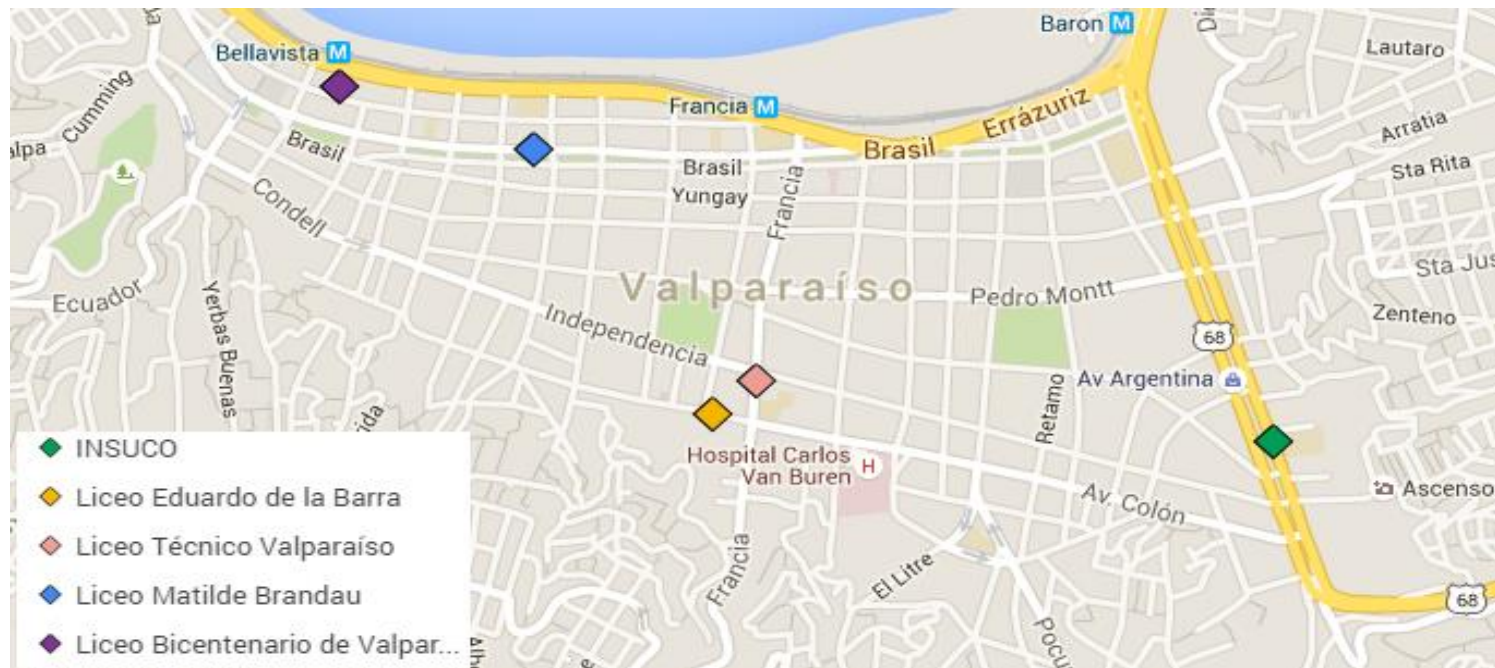 Baron M
Lautaro
Bellavista M
Cumming
Francia M
Errázuriz
Arratia
Brasil
Brasil
Brasil
Sta Rita
Yungay
Condell
Francia
Valparaíso
Sta Jus
Ecuador
Pedro Montt
Yerbas Buenas
Independencia
Zenteno
68
Av Argentina
Retamo
Hospital Carlos
Van Buren
H
Av. Colón
Ascenso
El Litre
Francia
68
INSUCO
Liceo Eduardo de la Barra
Liceo Técnico Valparaíso
Liceo Matilde Brandau
Liceo Bicentenario de Valpar...